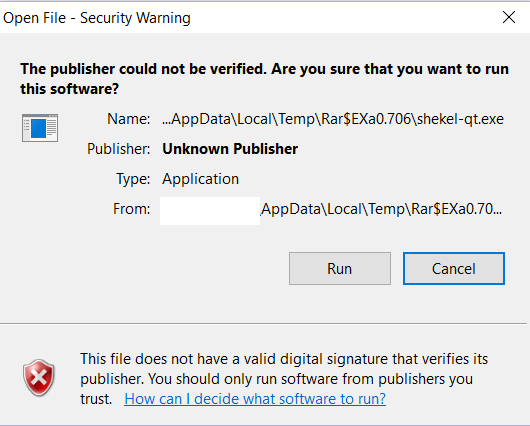 Open File - Security Warning
The publisher could not be verified. Are you sure that you want to run
this software?
Name: ...AppData\Local\Temp\Rar$EXa0.706\shekel-qt.exe
Publisher: Unknown Publisher
Type: Application
From: AppData\Local\Temp\Rar$EXa0.70...
Run Cancel
This file does not have a valid digital signature that verifies its
publisher. You should only run software from publishers you
trust. How can I decide what software to run?